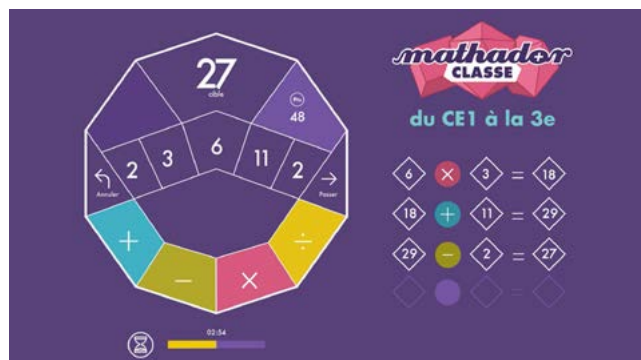 27
cible
Pts
48
2 3 6 11 2
Annuler
Passer
+ − × ÷
02:54
mathador
CLASSE
du CE1 à la 3e
6 × 3 = 18
18 + 11 = 29
29 − 2 = 27
=